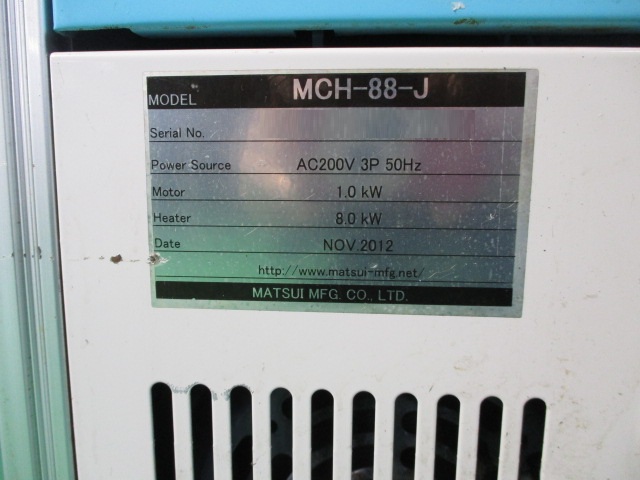 MODEL MCH-88-J
Serial No.
Power Source AC200V 3P 50Hz
Motor 1.0 kW
Heater 8.0 kW
Date NOV.2012
http://www.matsui-mfg.net/
MATSUI MFG. CO., LTD.